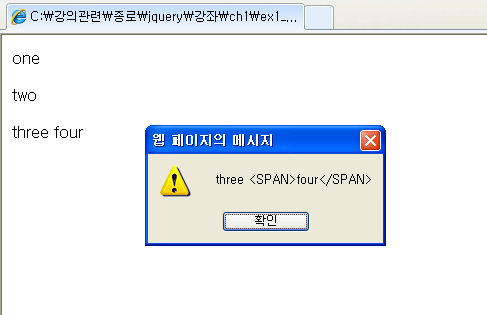 C:\강의관련\종로\jquery\강좌\ch1\ex1_...
one
two
three four
웹 페이지의 메시지
three <SPAN>four</SPAN>
확인